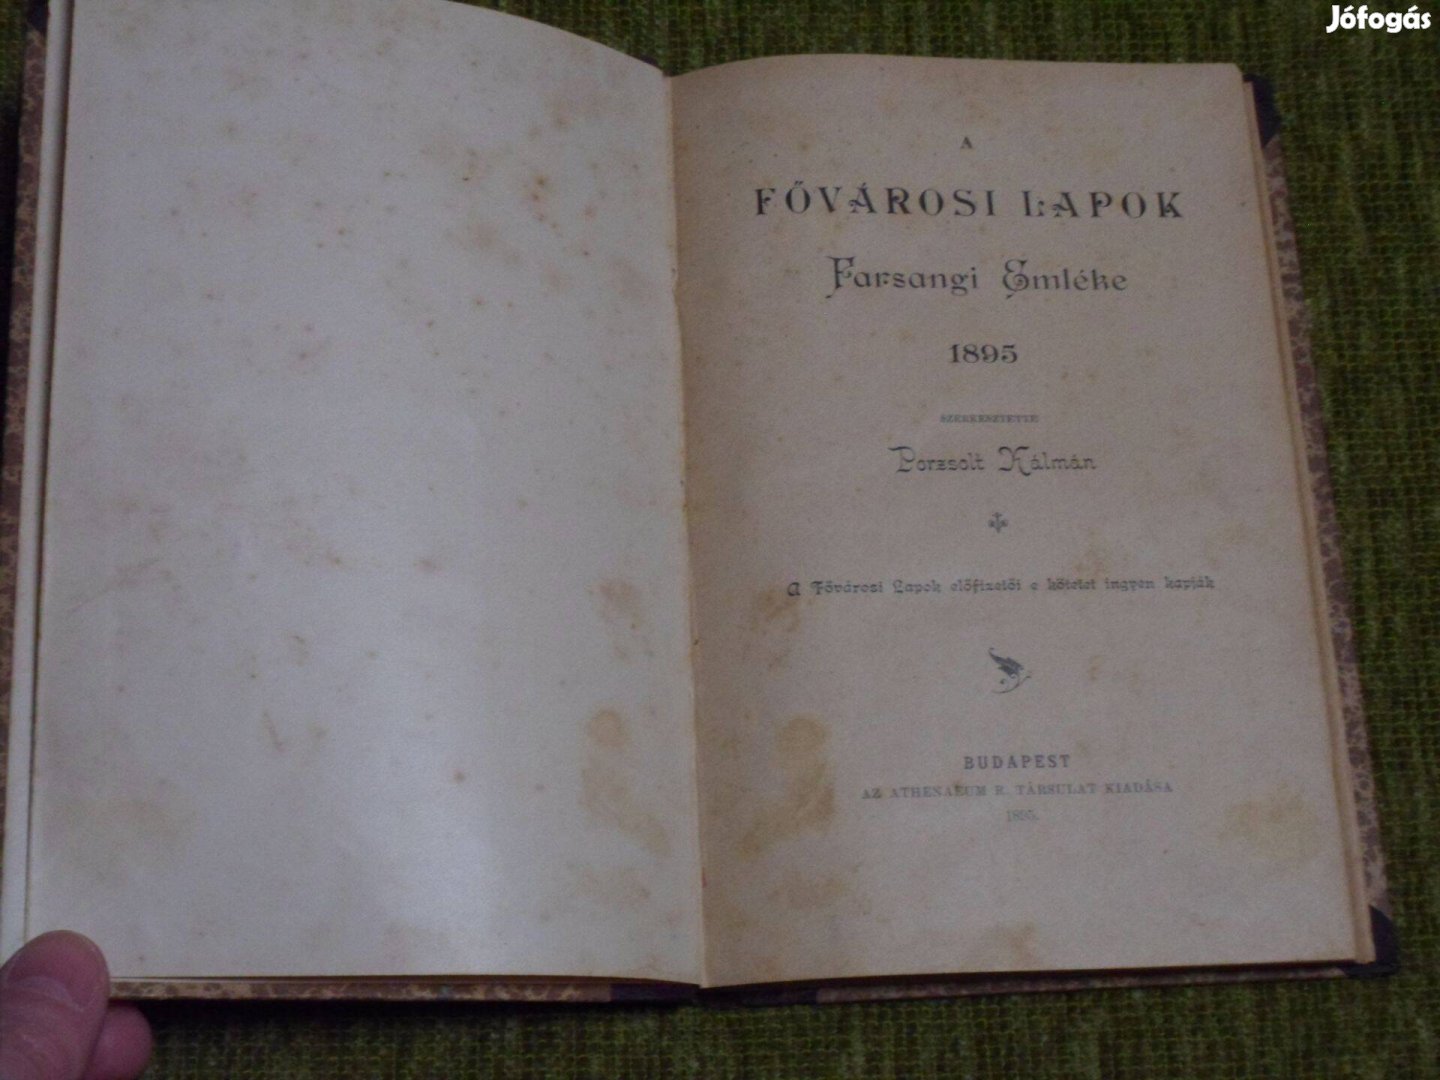 Jófogás
A
FŐVÁROSI LAPOK
Farsangi Emléke
1895
SZERKESZTETTE
Porzsolt Kálmán
A Fővárosi Lapok előfizetői e kötetet ingyen kapják
BUDAPEST
AZ ATHENAEUM R. TÁRSULAT KIADÁSA
1895.